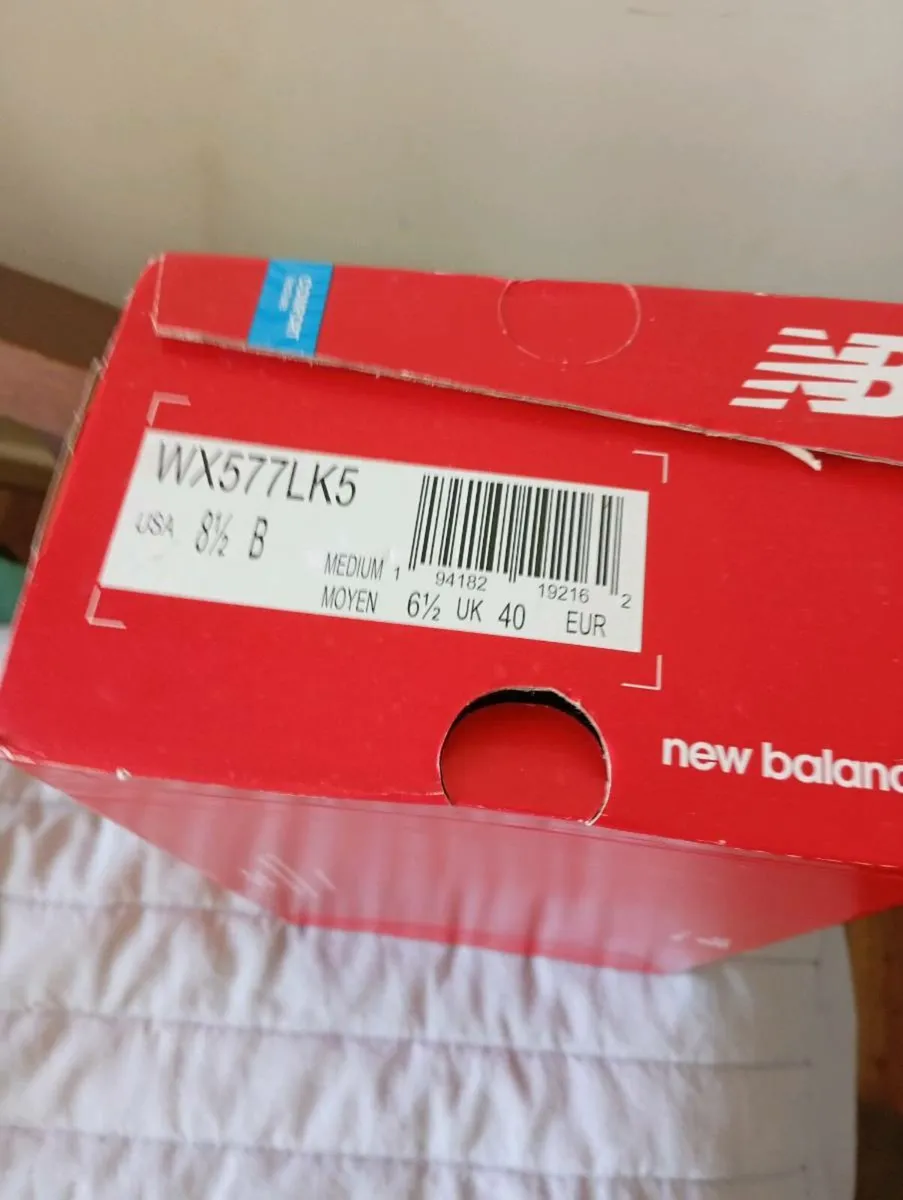 NB
WX577LK5
USA 8½ B
MEDIUM 1 94182 19216 2
MOYEN 6½ UK 40 EUR
new balanc